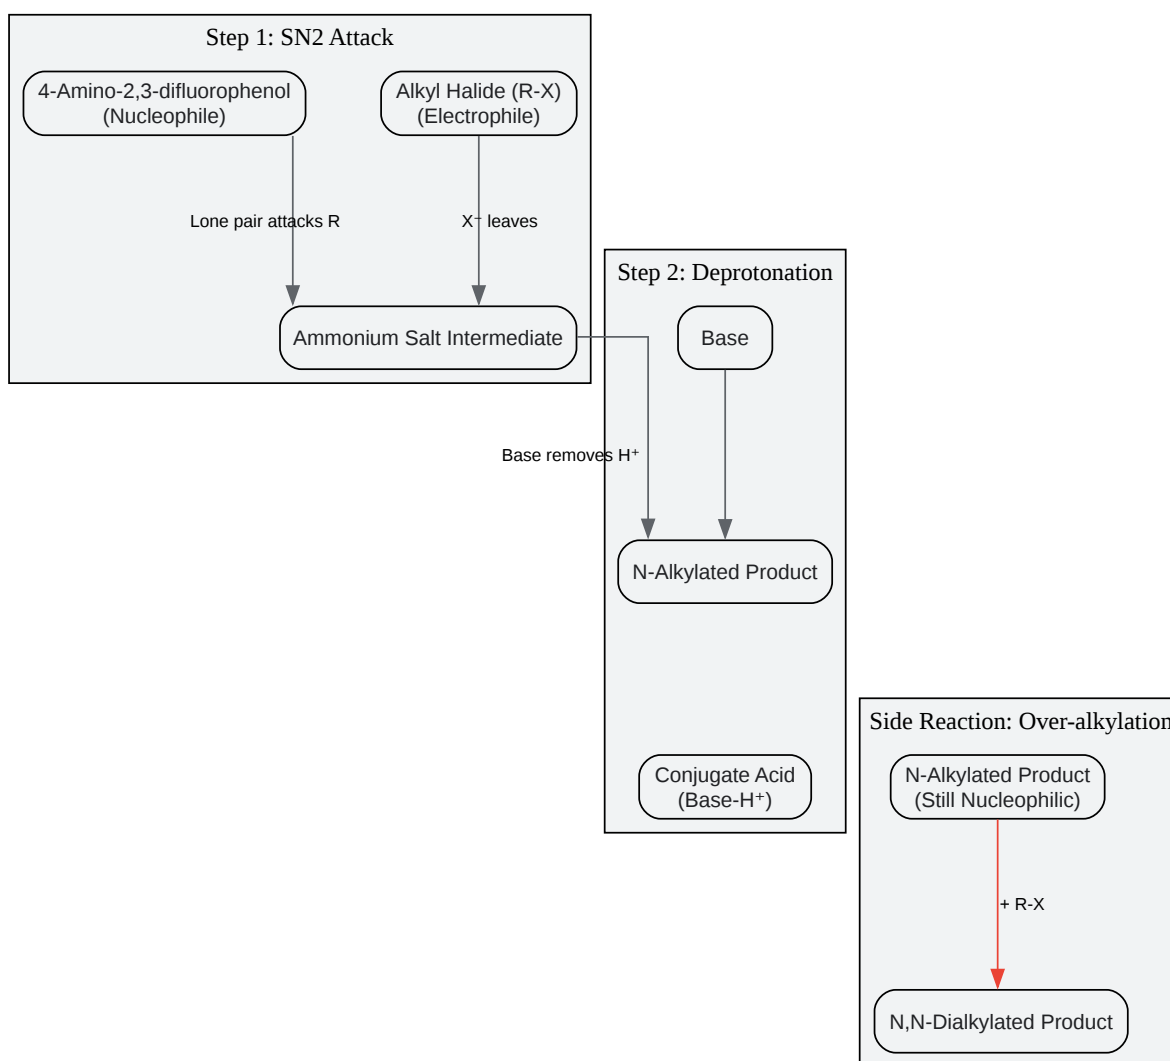 Step 1: SN2 Attack
4-Amino-2,3-difluorophenol
(Nucleophile)
Alkyl Halide (R-X)
(Electrophile)
Lone pair attacks R
X⁻ leaves
Ammonium Salt Intermediate
Step 2: Deprotonation
Base
Base removes H⁺
N-Alkylated Product
Conjugate Acid
(Base-H⁺)
Side Reaction: Over-alkylation
N-Alkylated Product
(Still Nucleophilic)
+ R-X
N,N-Dialkylated Product